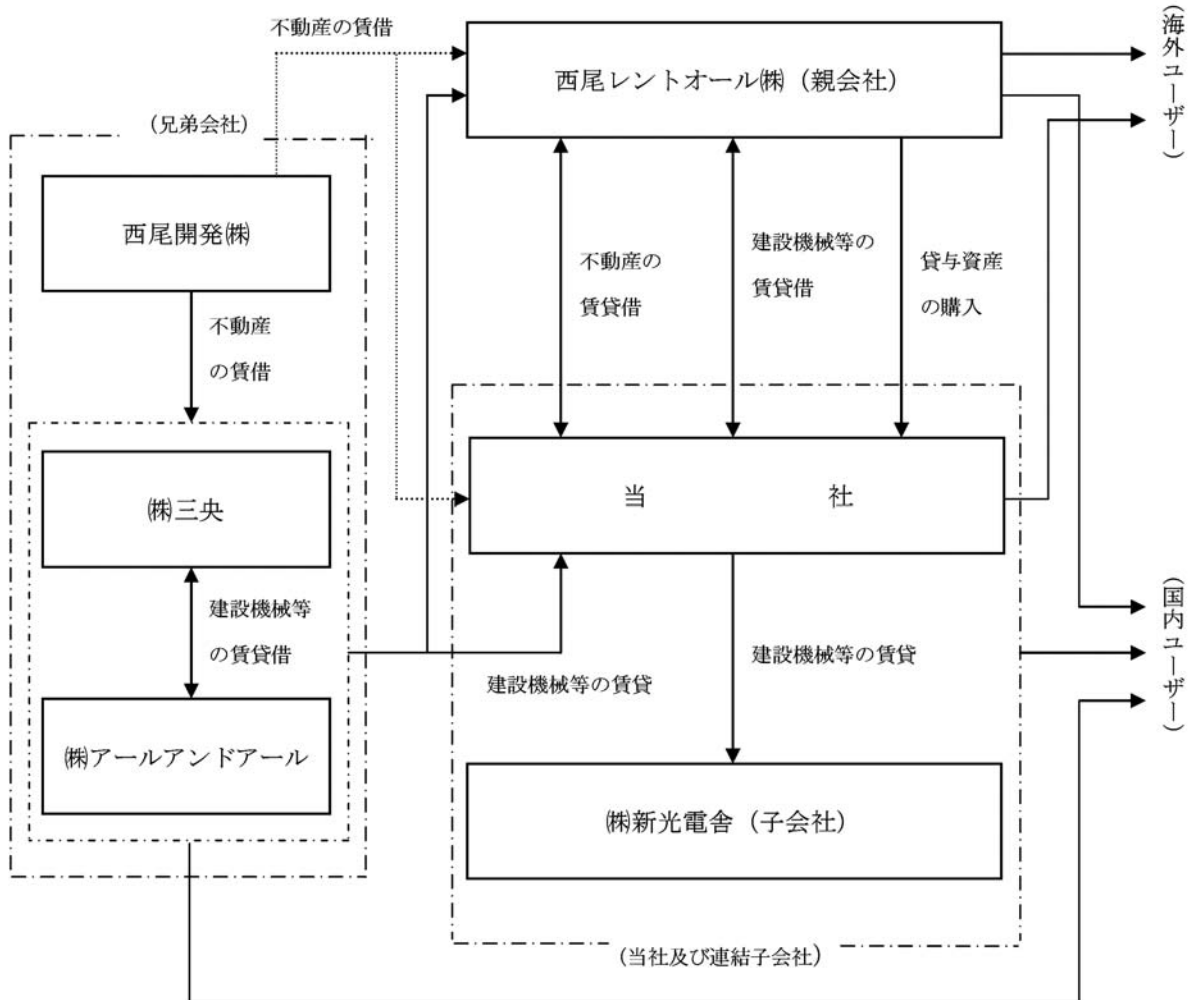 不動産の賃借
西尾レントオール㈱（親会社）
（海外ユーザー）
（兄弟会社）
西尾開発㈱
不動産の
賃貸借
建設機械等の
賃貸借
貸与資産
の購入
不動産
の賃借
㈱三央
当　　　社
建設機械等
の賃貸借
建設機械等の賃貸
建設機械等の賃貸
（国内ユーザー）
㈱アールアンドアール
㈱新光電舎（子会社）
（当社及び連結子会社）